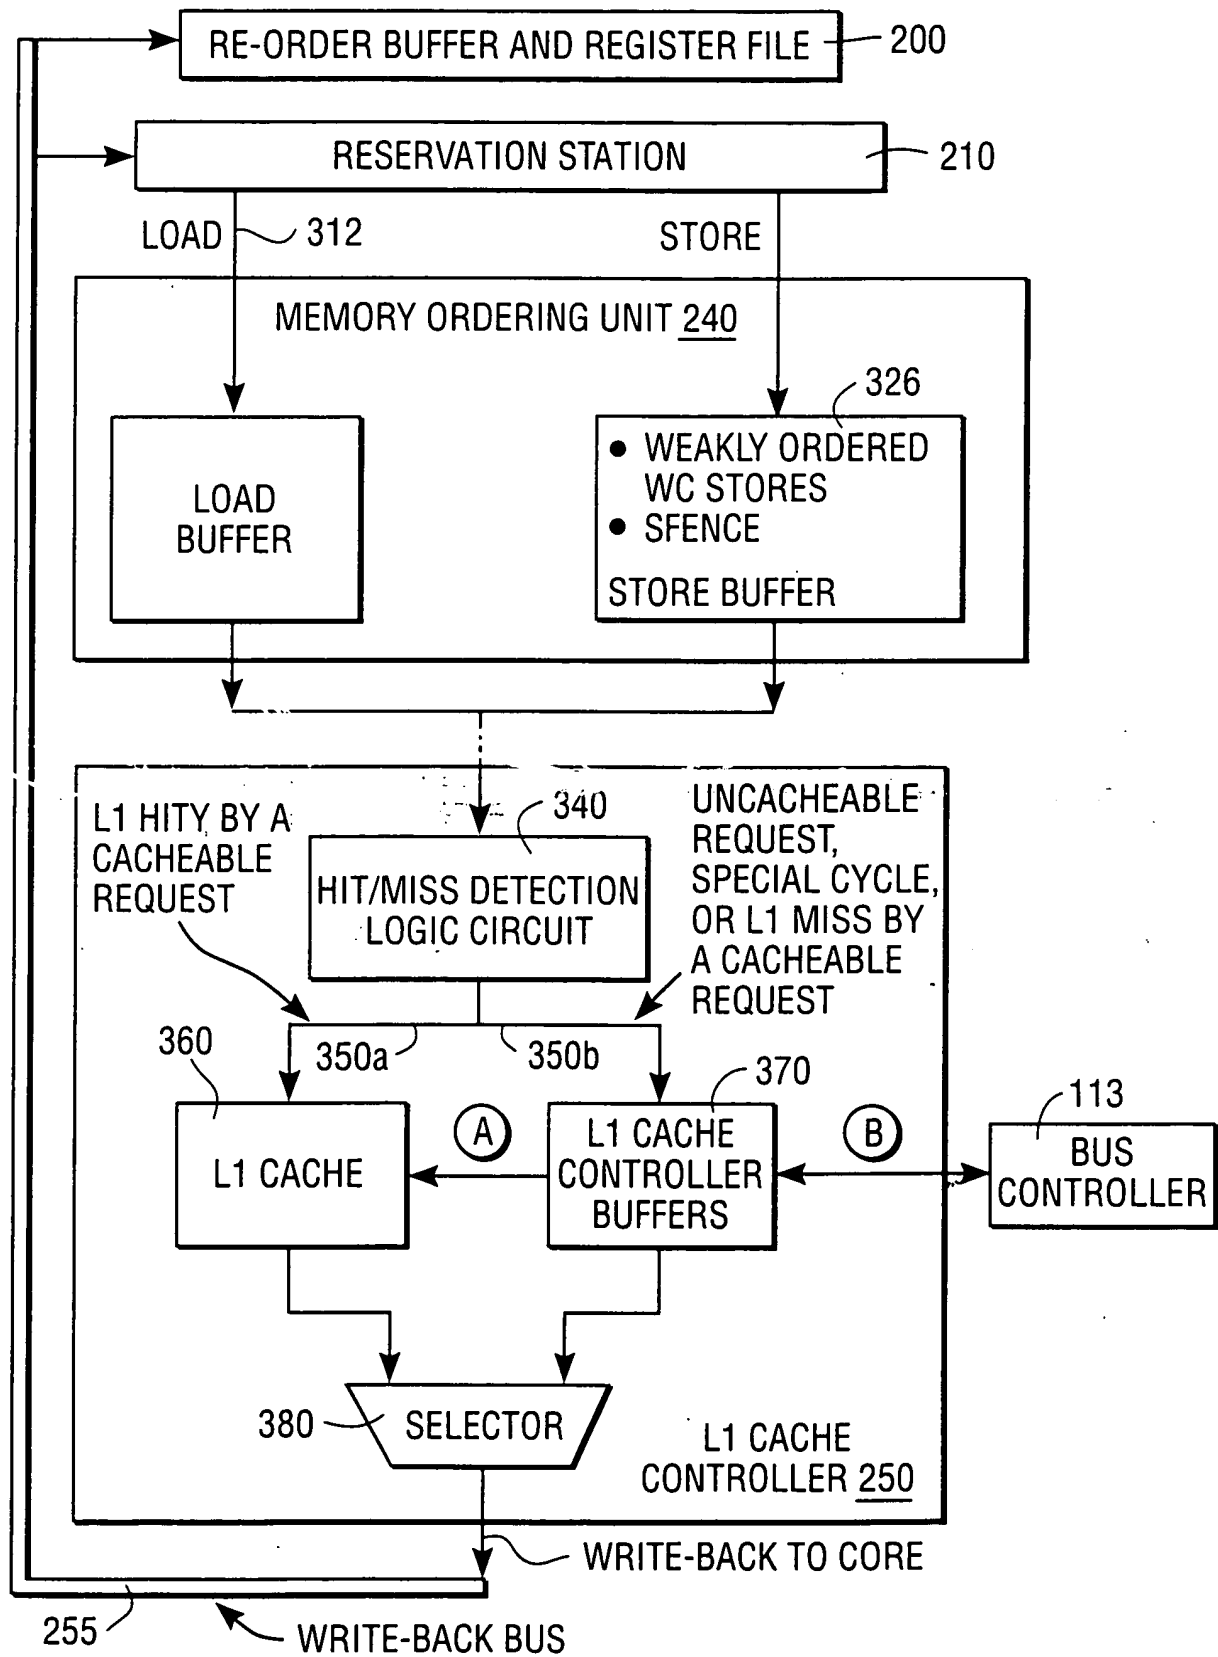 RE-ORDER BUFFER AND REGISTER FILE
200
RESERVATION STATION
210
LOAD
312
STORE
MEMORY ORDERING UNIT 240
326
LOAD
BUFFER
● WEAKLY ORDERED
WC STORES
● SFENCE
STORE BUFFER
L1 HITY BY A
CACHEABLE
REQUEST
340
UNCACHEABLE
REQUEST,
SPECIAL CYCLE,
OR L1 MISS BY
A CACHEABLE
REQUEST
HIT/MISS DETECTION
LOGIC CIRCUIT
360
350a
350b
370
113
L1 CACHE
A
L1 CACHE
CONTROLLER
BUFFERS
B
BUS
CONTROLLER
380
SELECTOR
L1 CACHE
CONTROLLER 250
WRITE-BACK TO CORE
255
WRITE-BACK BUS